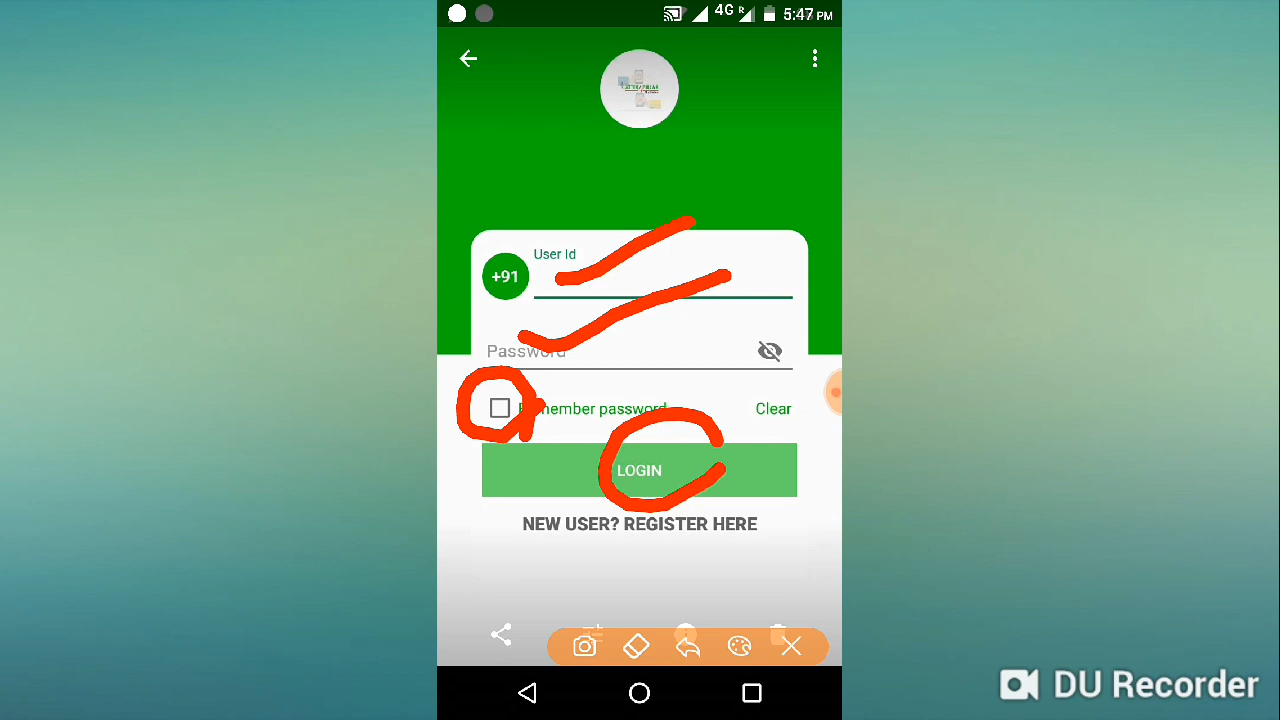 4G R 5:47 PM
User Id
+91
Password
Remember password
Clear
LOGIN
NEW USER? REGISTER HERE
DU Recorder